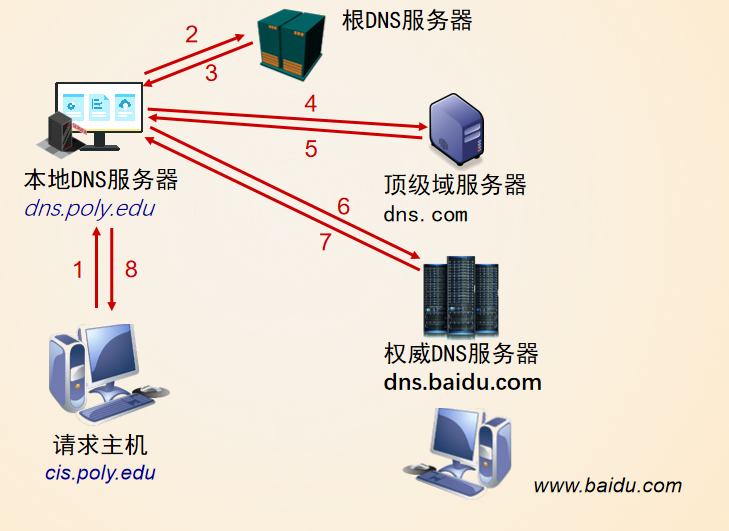 根DNS服务器
2
3
4
5
本地DNS服务器
dns.poly.edu
顶级域服务器
dns.com
6
7
1
8
权威DNS服务器
dns.baidu.com
请求主机
cis.poly.edu
www.baidu.com